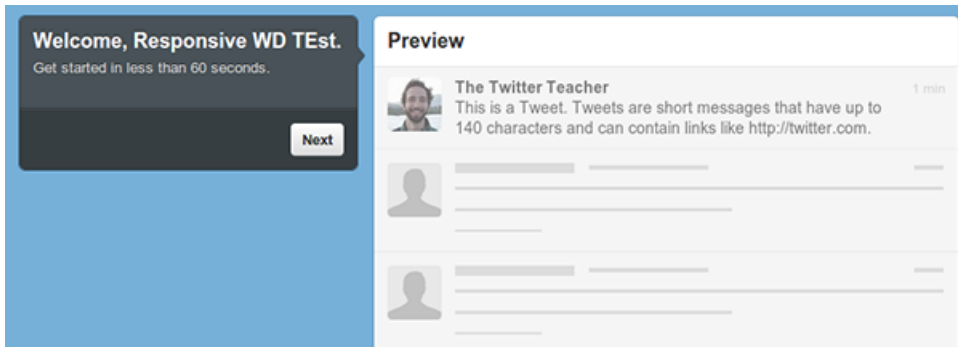 Welcome, Responsive WD TEst.
Get started in less than 60 seconds.
Next
Preview
The Twitter Teacher
1 min
This is a Tweet. Tweets are short messages that have up to
140 characters and can contain links like http://twitter.com.